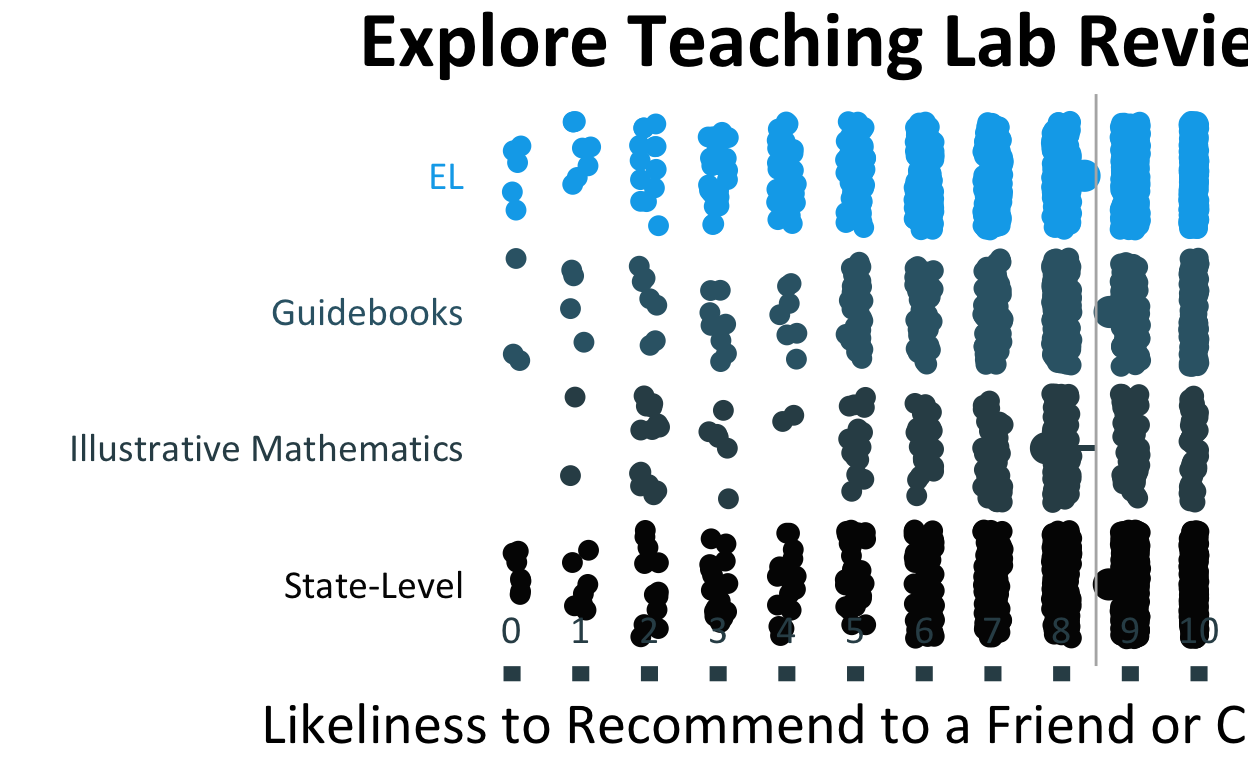 Explore Teaching Lab Revie
EL
Guidebooks
Illustrative Mathematics
State-Level
0 1 2 3 4 5 6 7 8 9 10
Likeliness to Recommend to a Friend or C